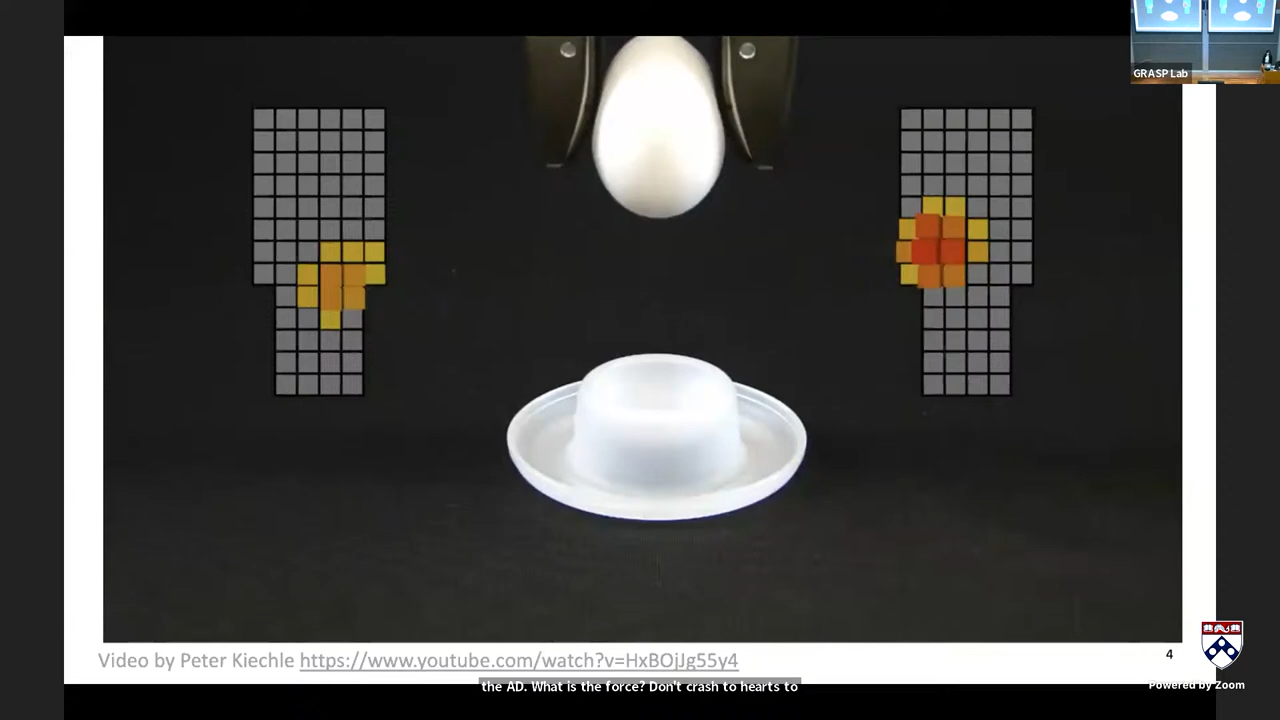 GRASP Lab
Video by Peter Kiechle https://www.youtube.com/watch?v=HxBOjJg55y4
4
the AD. What is the force? Don't crash to hearts to
Powered by Zoom